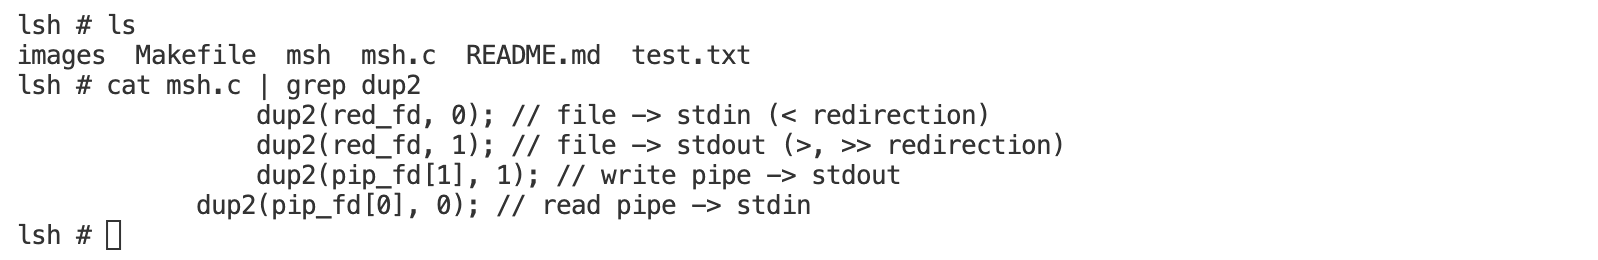 lsh # ls
images  Makefile  msh  msh.c  README.md  test.txt
lsh # cat msh.c | grep dup2
                dup2(red_fd, 0); // file -> stdin (< redirection)
                dup2(red_fd, 1); // file -> stdout (>, >> redirection)
                dup2(pip_fd[1], 1); // write pipe -> stdout
            dup2(pip_fd[0], 0); // read pipe -> stdin
lsh #